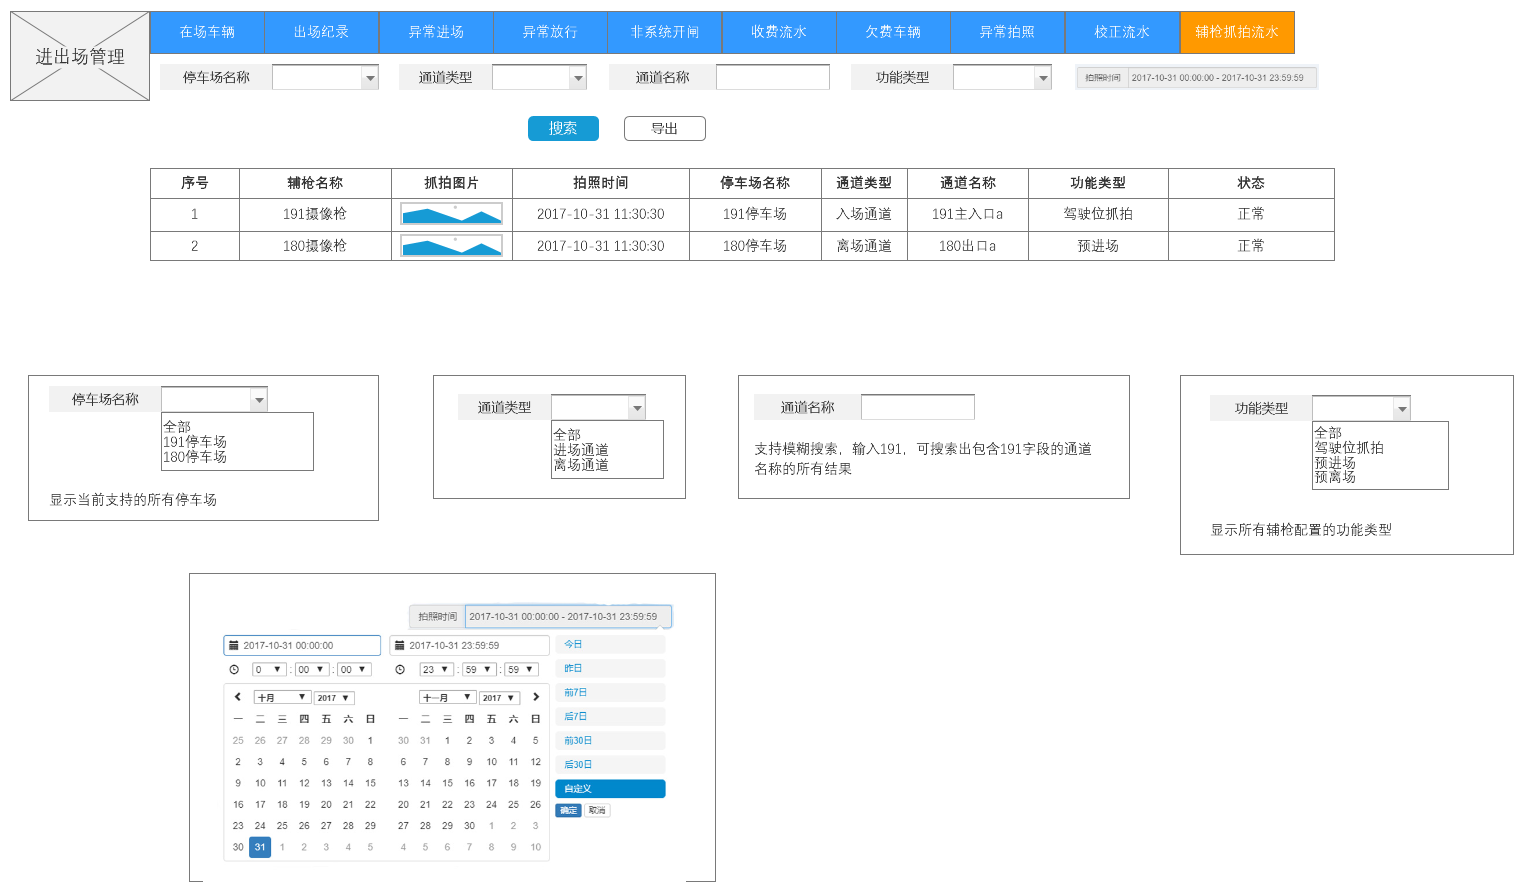 进出场管理
在场车辆 出场纪录 异常进场 异常放行 非系统开闸 收费流水 欠费车辆 异常拍照 校正流水 辅枪抓拍流水
停车场名称 通道类型 通道名称 功能类型 拍照时间 2017-10-31 00:00:00 - 2017-10-31 23:59:59
搜索 导出
序号 辅枪名称 抓拍图片 拍照时间 停车场名称 通道类型 通道名称 功能类型 状态
1 191摄像枪 2017-10-31 11:30:30 191停车场 入场通道 191主入口a 驾驶位抓拍 正常
2 180摄像枪 2017-10-31 11:30:30 180停车场 离场通道 180出口a 预进场 正常
停车场名称
全部
191停车场
180停车场
显示当前支持的所有停车场
通道类型
全部
进场通道
离场通道
通道名称
支持模糊搜索，输入191，可搜索出包含191字段的通道
名称的所有结果
功能类型
全部
驾驶位抓拍
预进场
预离场
显示所有辅枪配置的功能类型
拍照时间 2017-10-31 00:00:00 - 2017-10-31 23:59:59
2017-10-31 00:00:00 2017-10-31 23:59:59
0 : 00 : 00 23 : 59 : 59
十月 2017 十一月 2017
一 二 三 四 五 六 日 一 二 三 四 五 六 日
25 26 27 28 29 30 1 30 31 1 2 3 4 5
2 3 4 5 6 7 8 6 7 8 9 10 11 12
9 10 11 12 13 14 15 13 14 15 16 17 18 19
16 17 18 19 20 21 22 20 21 22 23 24 25 26
23 24 25 26 27 28 29 27 28 29 30 1 2 3
30 31 1 2 3 4 5 4 5 6 7 8 9 10
今日
昨日
前7日
后7日
前30日
后30日
自定义
确定 取消